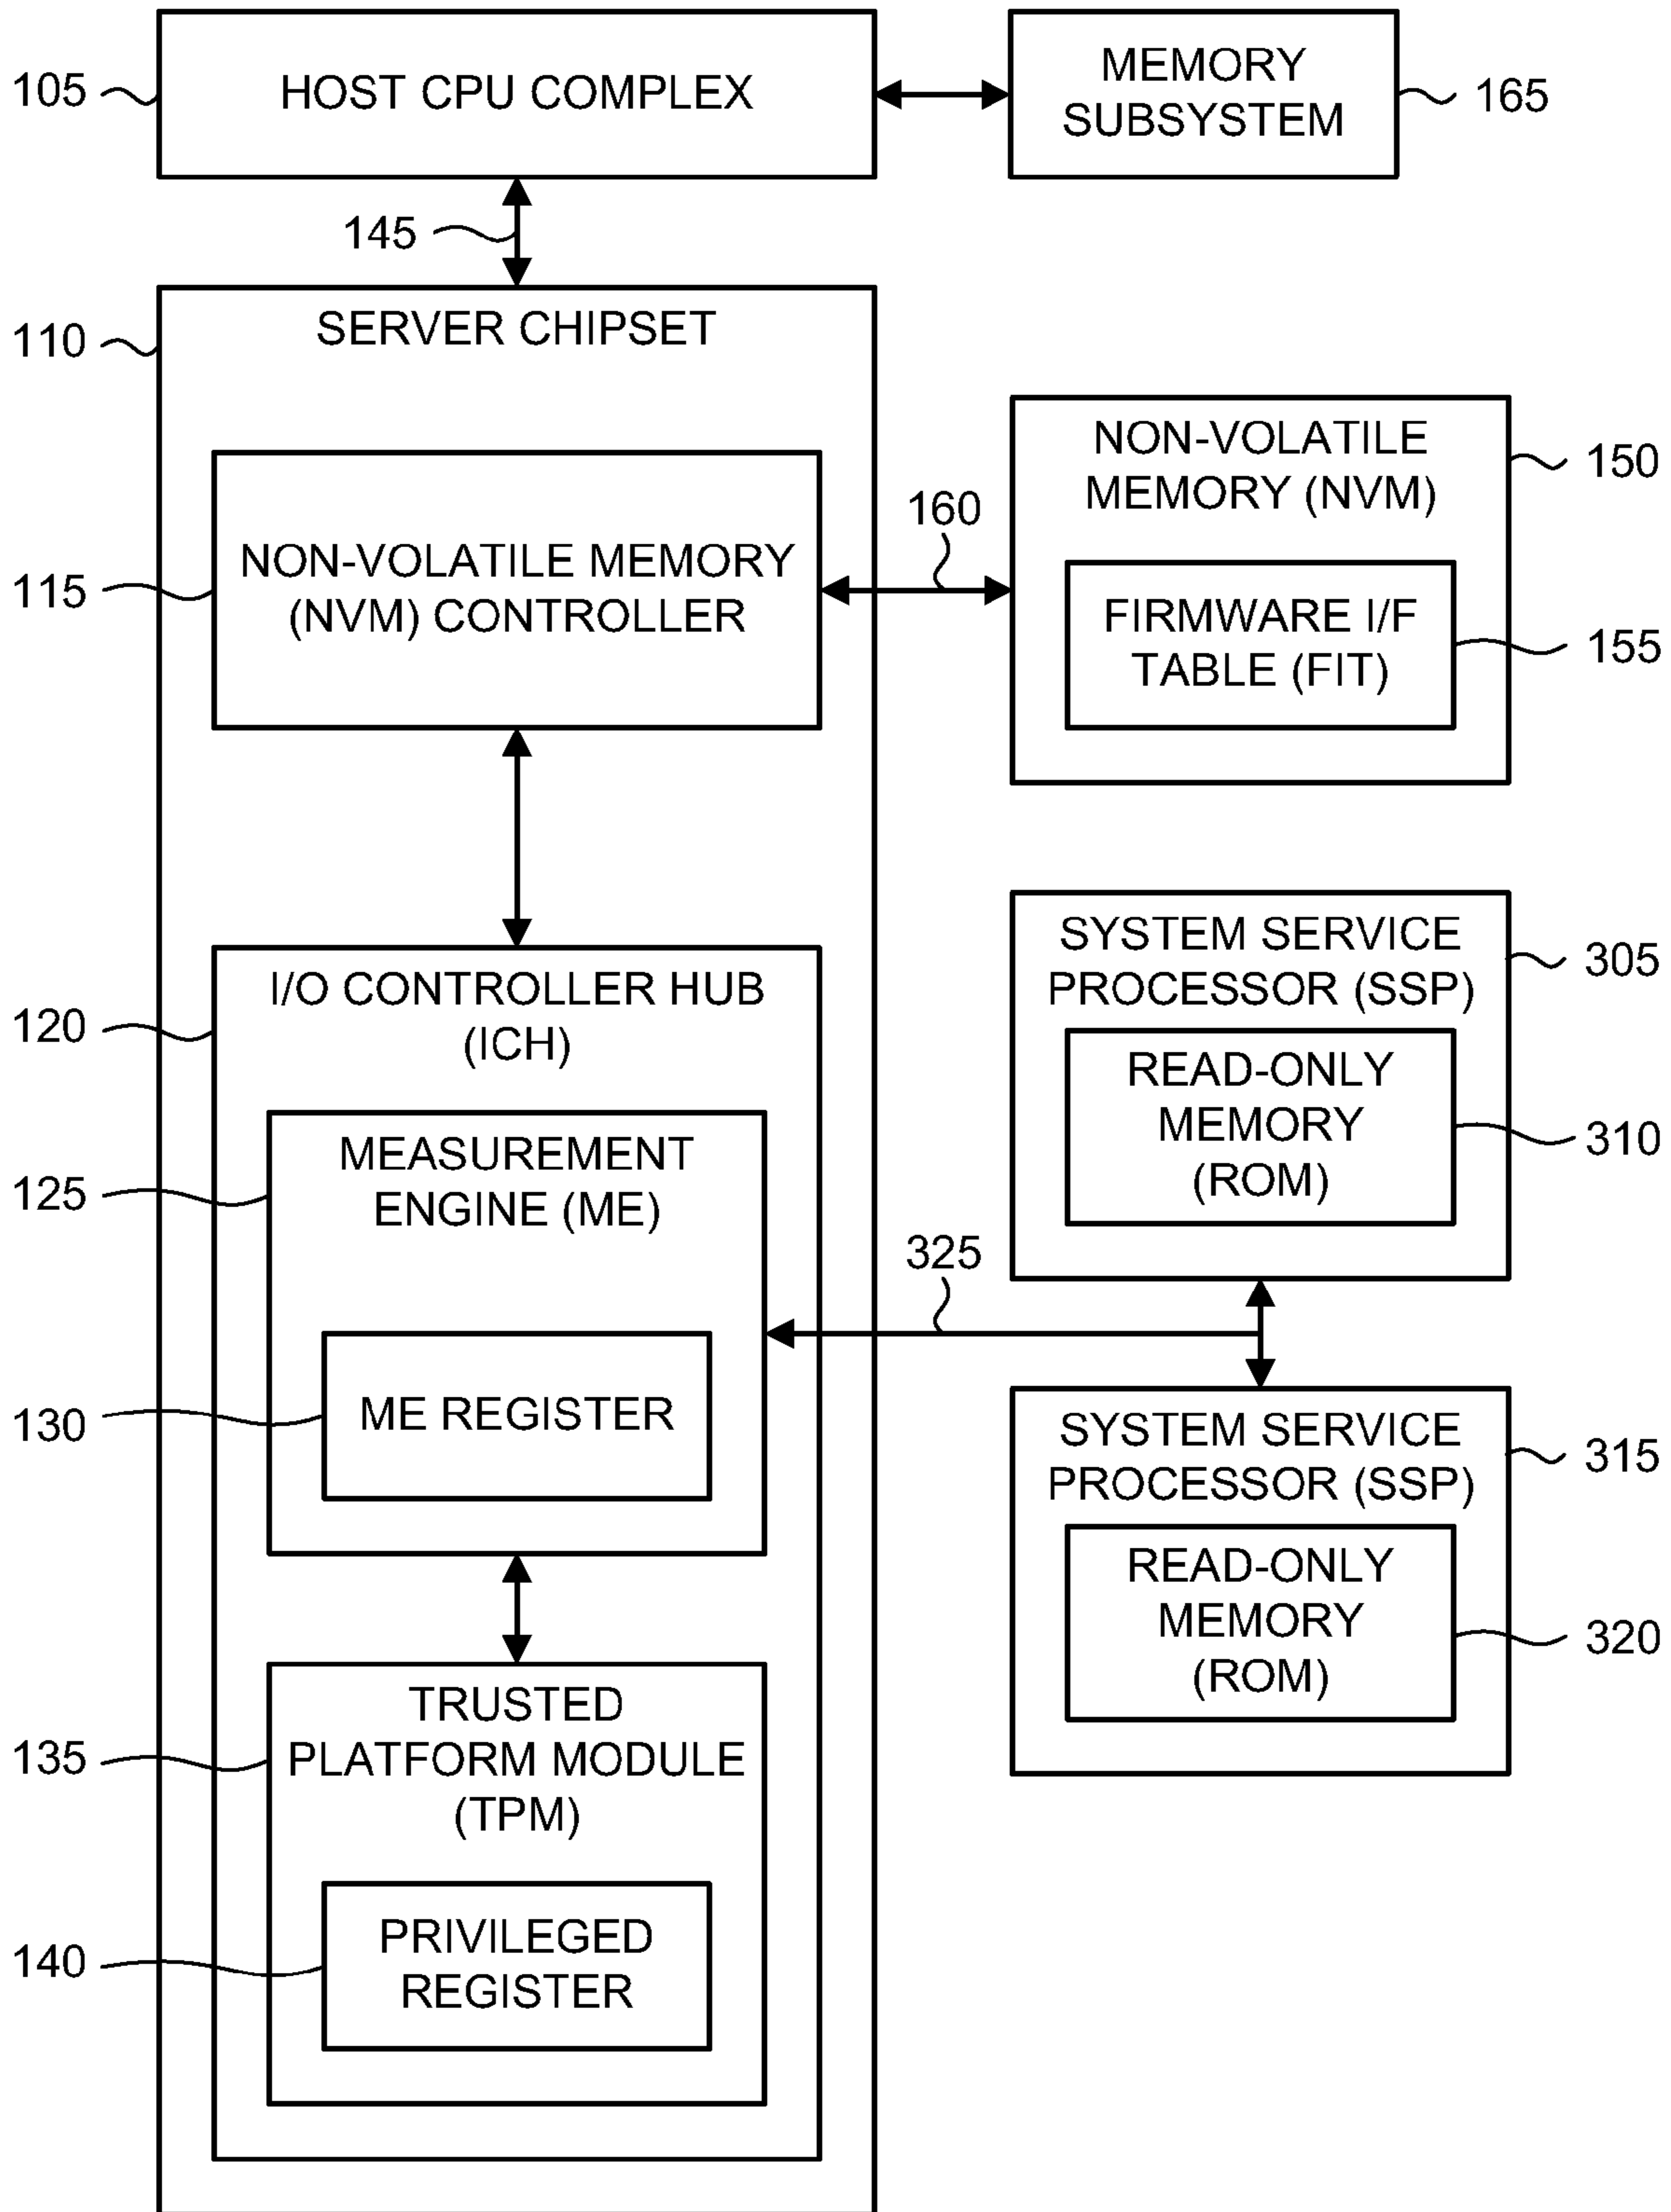 105
HOST CPU COMPLEX
MEMORY
SUBSYSTEM
165
145
110
SERVER CHIPSET
115
NON-VOLATILE MEMORY
(NVM) CONTROLLER
160
NON-VOLATILE
MEMORY (NVM)
150
FIRMWARE I/F
TABLE (FIT)
155
120
I/O CONTROLLER HUB
(ICH)
SYSTEM SERVICE
PROCESSOR (SSP)
305
READ-ONLY
MEMORY
(ROM)
310
125
MEASUREMENT
ENGINE (ME)
325
130
ME REGISTER
SYSTEM SERVICE
PROCESSOR (SSP)
315
READ-ONLY
MEMORY
(ROM)
320
135
TRUSTED
PLATFORM MODULE
(TPM)
140
PRIVILEGED
REGISTER